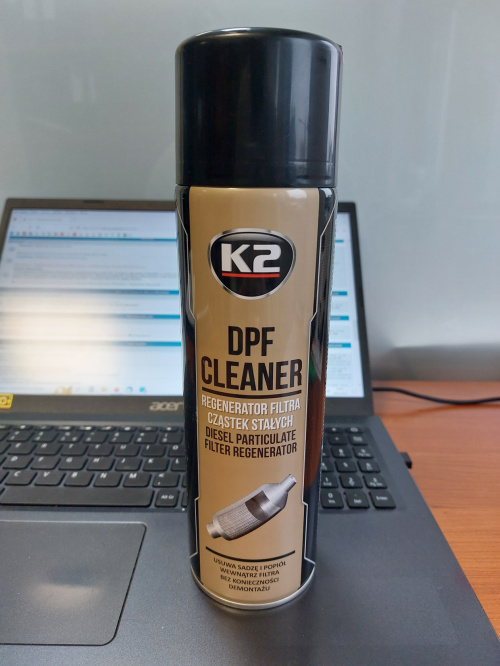 K2
DPF
CLEANER
REGENERATOR FILTRA
CZĄSTEK STAŁYCH
DIESEL PARTICULATE
FILTER REGENERATOR
USUWA SADZĘ I POPIÓŁ
WEWNĄTRZ FILTRA
BEZ KONIECZNOŚCI
DEMONTAŻU
acer